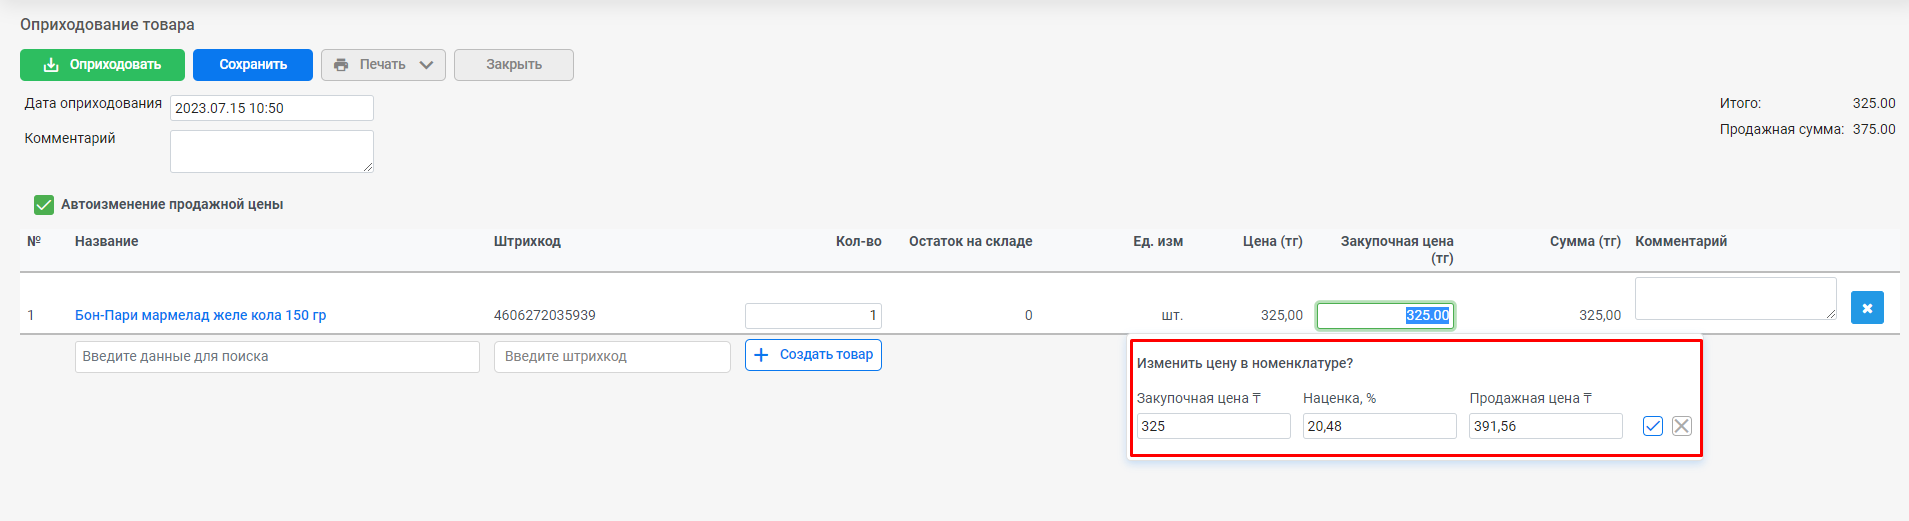 Оприходование товара
Оприходовать Сохранить Печать Закрыть
Дата оприходования 2023.07.15 10:50
Итого: 325.00
Продажная сумма: 375.00
Комментарий
Автоизменение продажной цены
№ Название Штрихкод Кол-во Остаток на складе Ед. изм Цена (тг) Закупочная цена (тг) Сумма (тг) Комментарий
1 Бон-Пари мармелад желе кола 150 гр 4606272035939 1 0 шт. 325,00 325.00 325,00
Введите данные для поиска Введите штрихкод Создать товар
Изменить цену в номенклатуре?
Закупочная цена ₸ Наценка, % Продажная цена ₸
325 20,48 391,56